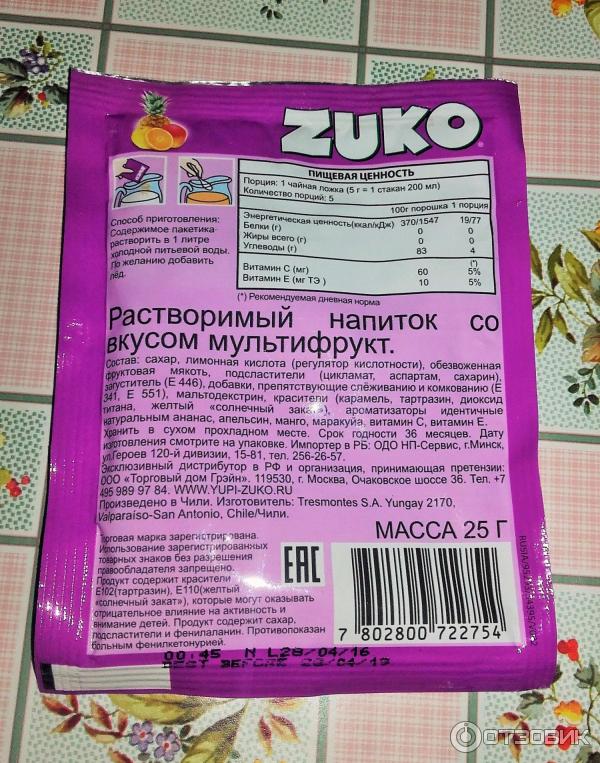 ZUKO
ПИЩЕВАЯ ЦЕННОСТЬ
Порция: 1 чайная ложка (5 г = 1 стакан 200 мл)
Количество порций: 5
100г порошка 1 порция
Энергетическая ценность(ккал/кДж) 370/1547 19/77
Белки (г) 0 0
Жиры всего (г) 0 0
Углеводы (г) 83 4
(*)
Витамин С (мг) 60 5%
Витамин Е (мг ТЭ ) 10 5%
(*) Рекомендуемая дневная норма
Способ приготовления:
Содержимое пакетика
растворить в 1 литре
холодной питьевой воды.
По желанию добавить
лёд.
Растворимый напиток со
вкусом мультифрукт.
Состав: сахар, лимонная кислота (регулятор кислотности), обезвоженная
фруктовая мякоть, подсластители (цикламат, аспартам, сахарин),
загуститель (Е 446), добавки, препятствующие слёживанию и комкованию (Е
341, Е 551), мальтодекстрин, красители (карамель, тартразин, диоксид
титана, желтый «солнечный закат»), ароматизаторы идентичные
натуральным ананас, апельсин, манго, маракуйа, витамин С, витамин Е.
Хранить в сухом прохладном месте. Срок годности 36 месяцев. Дату
изготовления смотрите на упаковке. Импортер в РБ: ОДО НП-Сервис, г.Минск,
ул.Героев 120-й дивизии, 15-81, тел. 256-26-57.
Эксклюзивный дистрибутор в РФ и организация, принимающая претензии:
ООО «Торговый дом Грэйн». 119530, г. Москва, Очаковское шоссе 36. Тел. +7
495 989 97 84. WWW.YUPI-ZUKO.RU
Произведено в Чили. Изготовитель: Tresmontes S.A. Yungay 2170,
Valparaiso-San Antonio, Chile/Чили.
МАССА 25 Г
Торговая марка зарегистрирована.
Использование зарегистрированных
товарных знаков без разрешения
правообладателя запрещено.
Продукт содержит красители
Е102(тартразин), Е110(желтый
«солнечный закат»), которые могут оказывать
отрицательное влияние на активность и
внимание детей. Продукт содержит сахар,
подсластители и фенилаланин. Противопоказан
больным фенилкетонурией.
EAC
7 802800 722754
00:45 N L28/04/16
BEST BEFORE 28/04/19
ОТЗОВИК